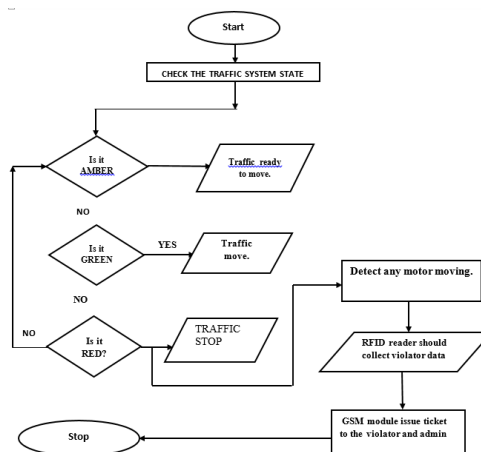 Start
CHECK THE TRAFFIC SYSTEM STATE
Is it
AMBER
Traffic ready
to move.
NO
Is it
GREEN
YES
Traffic
move.
Detect any motor moving.
NO
NO
Is it
RED?
TRAFFIC
STOP
RFID reader should
collect violator data
GSM module issue ticket
to the violator and admin
Stop